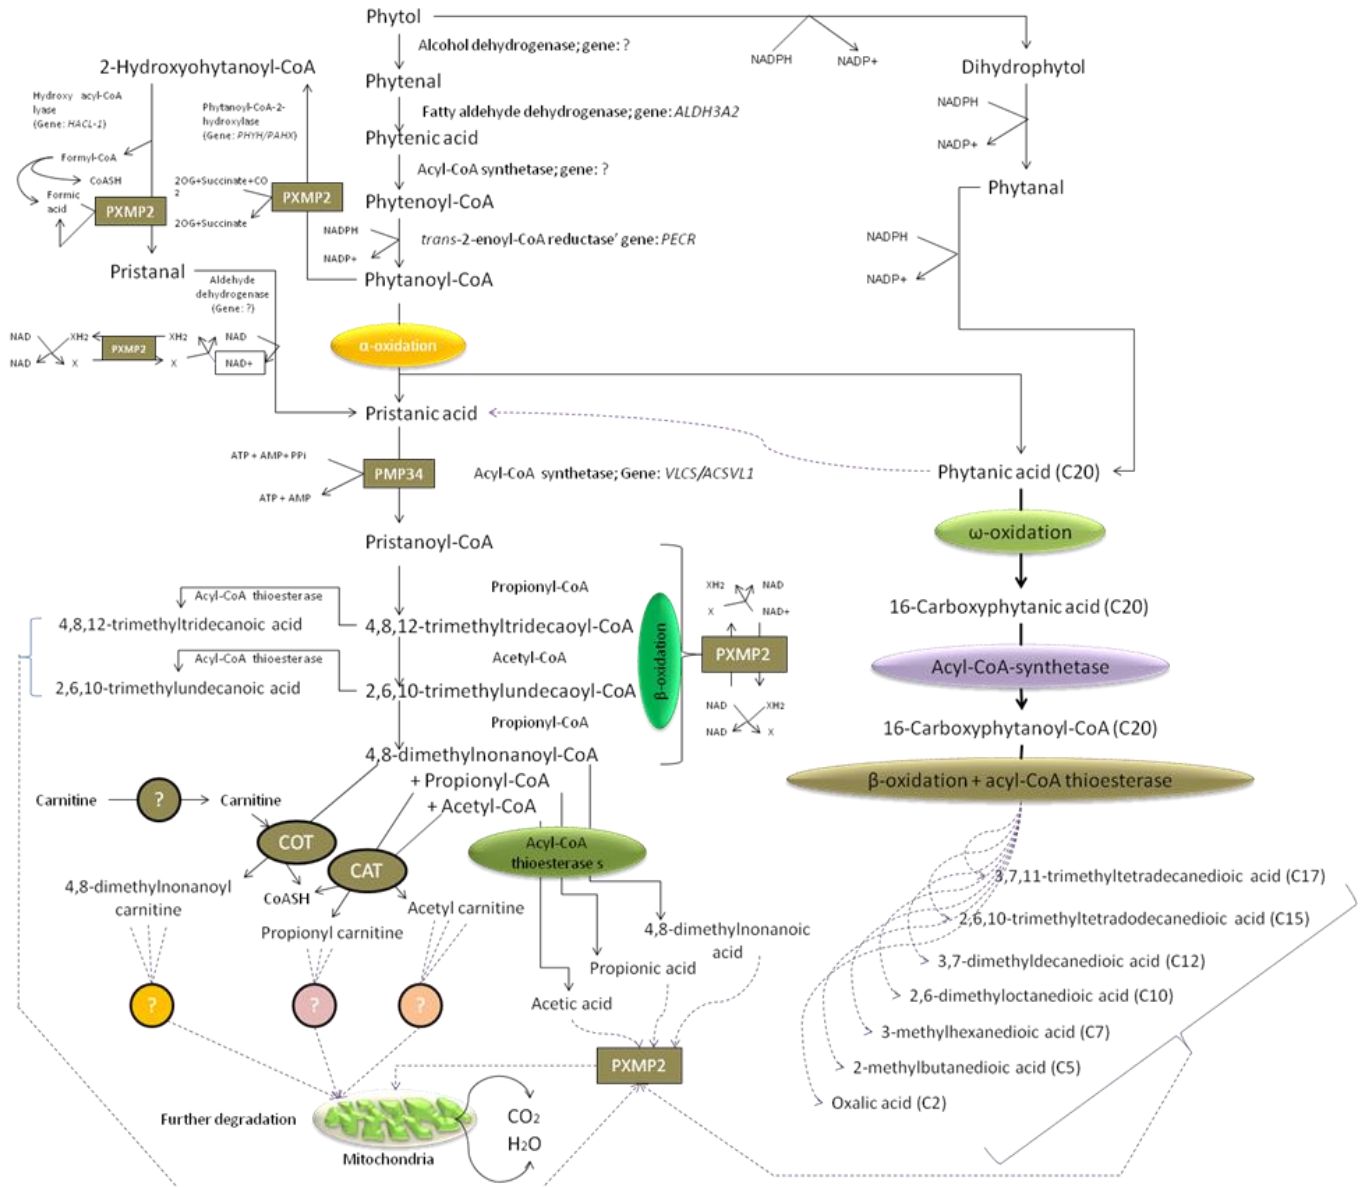 Phytol
Alcohol dehydrogenase; gene: ?
NADPH
NADP+
2-Hydroxyohytanoyl-CoA
Phytenal
Dihydrophytol
Hydroxy acyl-CoA
lyase
(Gene: HACL-1)
Phytanoyl-CoA-2-
hydroxylase
(Gene: PHYH/PAHX)
Fatty aldehyde dehydrogenase; gene: ALDH3A2
NADPH
NADP+
Phytenic acid
Formyl-CoA
CoASH
Formic
acid
PXMP2
2OG+Succinate+CO
2
2OG+Succinate
PXMP2
Acyl-CoA synthetase; gene: ?
Phytanal
Phytenoyl-CoA
NADPH
NADP+
trans-2-enoyl-CoA reductase' gene: PECR
NADPH
NADP+
Pristanal
Aldehyde
dehydrogenase
(Gene: ?)
Phytanoyl-CoA
NAD
NAD
XH2
X
PXMP2
XH2
X
NAD
NAD+
α-oxidation
Pristanic acid
ATP + AMP+ PPi
ATP + AMP
PMP34
Acyl-CoA synthetase; Gene: VLCS/ACSVL1
Phytanic acid (C20)
ω-oxidation
Pristanoyl-CoA
Propionyl-CoA
Acyl-CoA thioesterase
4,8,12-trimethyltridecanoic acid
4,8,12-trimethyltridecaoyl-CoA
Acetyl-CoA
Acyl-CoA thioesterase
2,6,10-trimethylundecanoic acid
2,6,10-trimethylundecaoyl-CoA
Propionyl-CoA
β-oxidation
XH2
X
NAD
NAD+
PXMP2
NAD
NAD
XH2
X
16-Carboxyphytanic acid (C20)
Acyl-CoA-synthetase
16-Carboxyphytanoyl-CoA (C20)
β-oxidation + acyl-CoA thioesterase
4,8-dimethylnonanoyl-CoA
+ Propionyl-CoA
+ Acetyl-CoA
Carnitine
?
Carnitine
COT
CAT
Acyl-CoA
thioesterase s
4,8-dimethylnonanoyl
carnitine
CoASH
Acetyl carnitine
Propionyl carnitine
4,8-dimethylnonanoic
acid
Propionic acid
Acetic acid
3,7,11-trimethyltetradecanedioic acid (C17)
2,6,10-trimethyltetradodecanedioic acid (C15)
3,7-dimethyldecanedioic acid (C12)
2,6-dimethyloctanedioic acid (C10)
3-methylhexanedioic acid (C7)
2-methylbutanedioic acid (C5)
Oxalic acid (C2)
?
?
?
PXMP2
Further degradation
Mitochondria
CO2
H2O